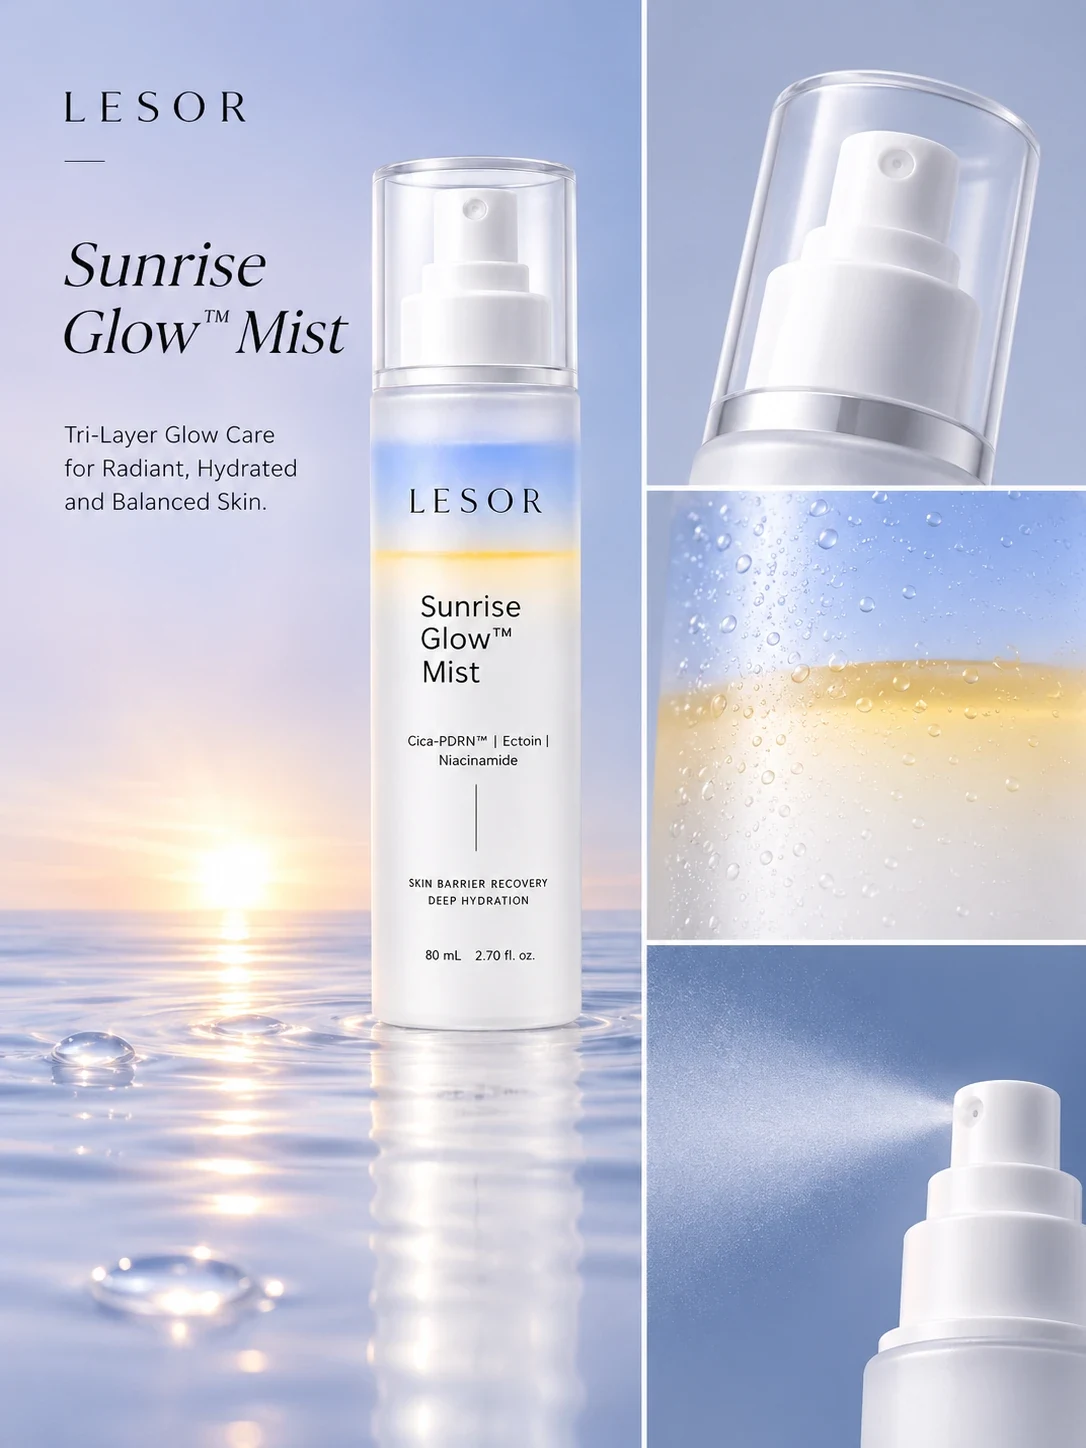 LESOR
Sunrise
Glow™ Mist
Tri-Layer Glow Care
for Radiant, Hydrated
and Balanced Skin.
LESOR
Sunrise
Glow™
Mist
Cica-PDRN™ | Ectoin |
Niacinamide
SKIN BARRIER RECOVERY
DEEP HYDRATION
80 mL 2.70 fl. oz.